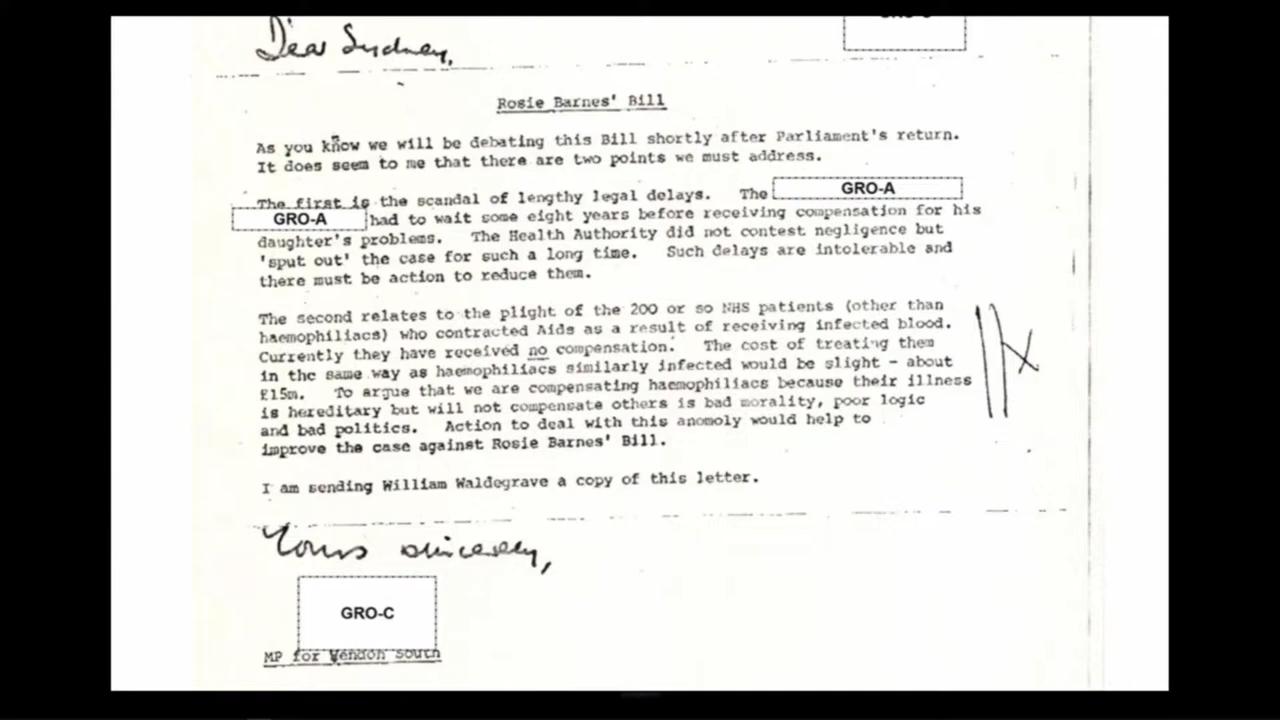 Dear Sydney,
Rosie Barnes' Bill
As you know we will be debating this Bill shortly after Parliament's return.
It does seem to me that there are two points we must address.
The first is the scandal of lengthy legal delays. The GRO-A
GRO-A had to wait some eight years before receiving compensation for his
daughter's problems. The Health Authority did not contest negligence but
'sput out' the case for such a long time. Such delays are intolerable and
there must be action to reduce them.
The second relates to the plight of the 200 or so NHS patients (other than
haemophiliacs) who contracted Aids as a result of receiving infected blood.
Currently they have received no compensation. The cost of treating them
in the same way as haemophiliacs similarly infected would be slight - about
£15m. To argue that we are compensating haemophiliacs because their illness
is hereditary but will not compensate others is bad morality, poor logic
and bad politics. Action to deal with this anomoly would help to
improve the case against Rosie Barnes' Bill.
I am sending William Waldegrave a copy of this letter.
Yours sincerely,
GRO-C
MP for Hendon South